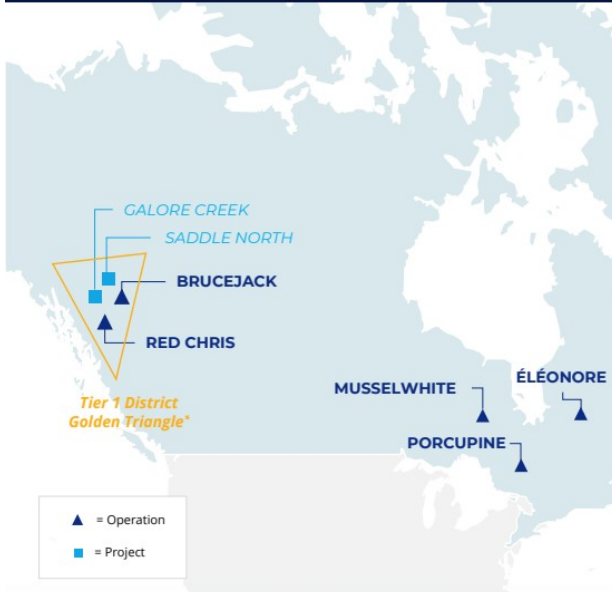 GALORE CREEK
SADDLE NORTH
BRUCEJACK
RED CHRIS
Tier 1 District
Golden Triangle*
ÉLÉONORE
MUSSELWHITE
PORCUPINE
= Operation
= Project